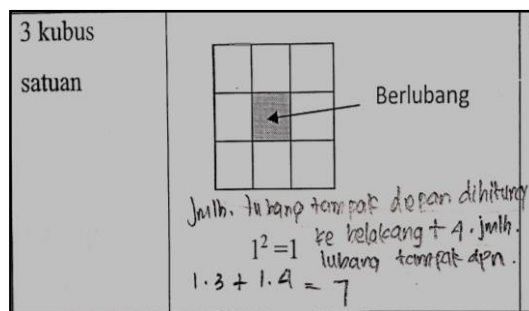 3 kubus
satuan
Berlubang
Jmlh. lubang tampak depan dihitung
ke belakang + 4. jmlh.
1² = 1
lubang tampak dpn.
1.3 + 1.4 = 7